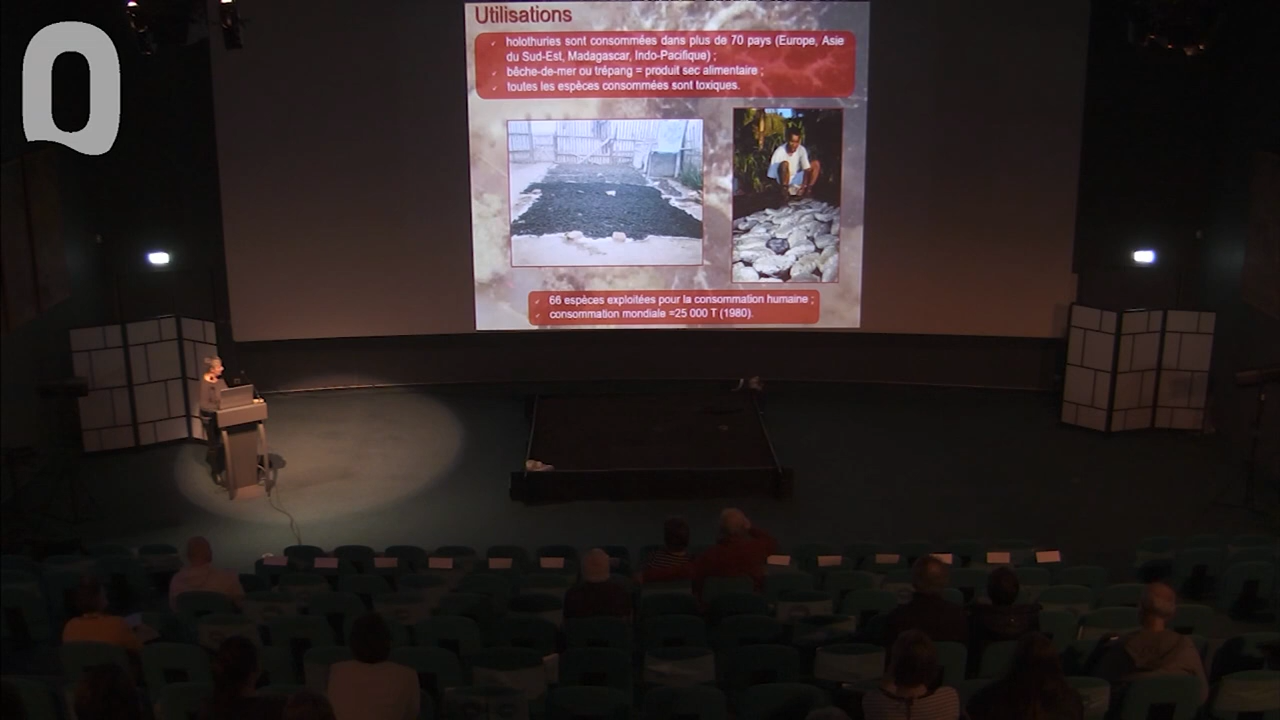 Q
Utilisations
✓ holothuries sont consommées dans plus de 70 pays (Europe, Asie
du Sud-Est, Madagascar, Indo-Pacifique) ;
✓ bêche-de-mer ou trépang = produit sec alimentaire ;
✓ toutes les espèces consommées sont toxiques.
✓ 66 espèces exploitées pour la consommation humaine ;
✓ consommation mondiale =25 000 T (1980).